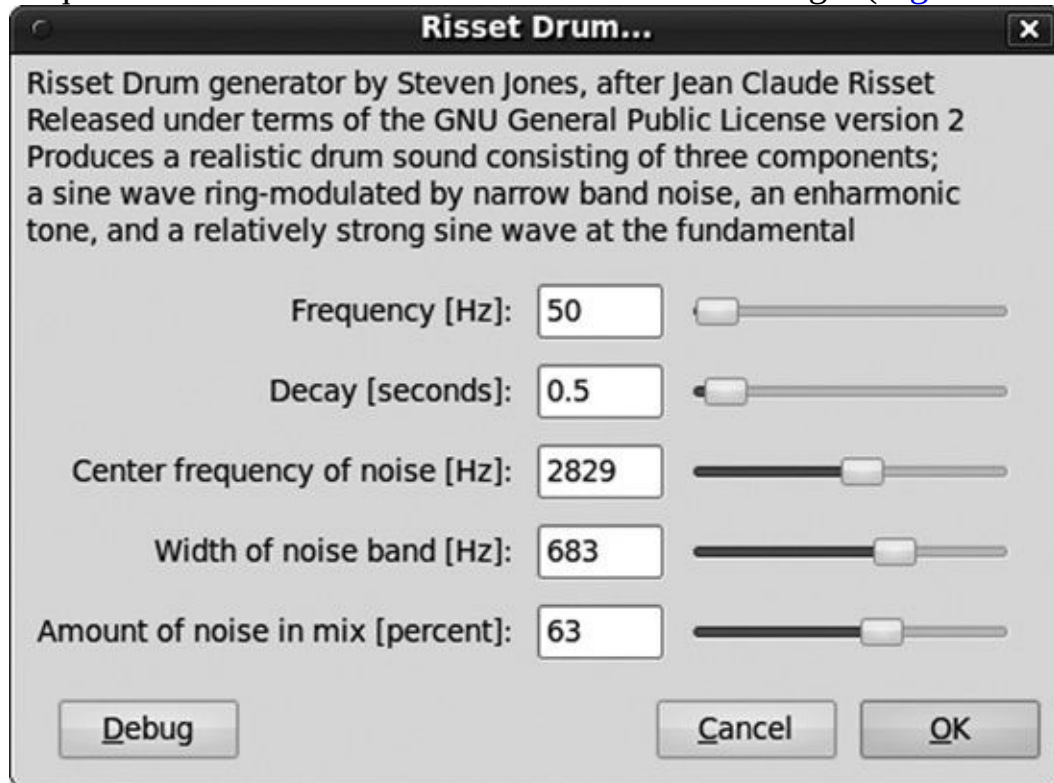 Risset Drum...
Risset Drum generator by Steven Jones, after Jean Claude Risset
Released under terms of the GNU General Public License version 2
Produces a realistic drum sound consisting of three components;
a sine wave ring-modulated by narrow band noise, an enharmonic
tone, and a relatively strong sine wave at the fundamental
Frequency [Hz]: 50
Decay [seconds]: 0.5
Center frequency of noise [Hz]: 2829
Width of noise band [Hz]: 683
Amount of noise in mix [percent]: 63
Debug Cancel OK